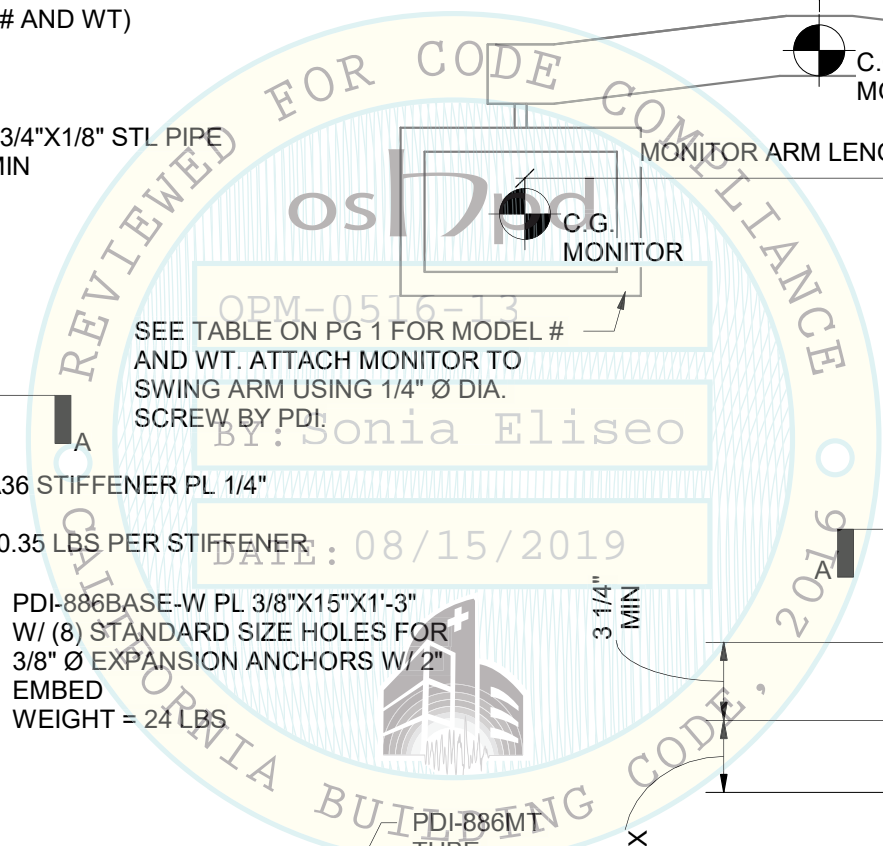 # AND WT)
C.
3/4"X1/8" STL PIPE
MIN
MONITOR ARM LENG
C.G.
MONITOR
SEE TABLE ON PG 1 FOR MODEL #
AND WT. ATTACH MONITOR TO
SWING ARM USING 1/4" Ø DIA.
SCREW BY PDI.
A
A36 STIFFENER PL 1/4"
0.35 LBS PER STIFFENER
A'
PDI-886BASE-W PL 3/8"X15"X1'-3"
W/ (8) STANDARD SIZE HOLES FOR
3/8" Ø EXPANSION ANCHORS W/ 2"
EMBED
WEIGHT = 24 LBS
3 1/4"
MIN
PDI-886MT
TUBE
X
REVIEWED FOR CODE COMPLIANCE
oshpd
OPM-0516-13
BY: Sonia Eliseo
DATE: 08/15/2019
CALIFORNIA BUILDING CODE, 2016